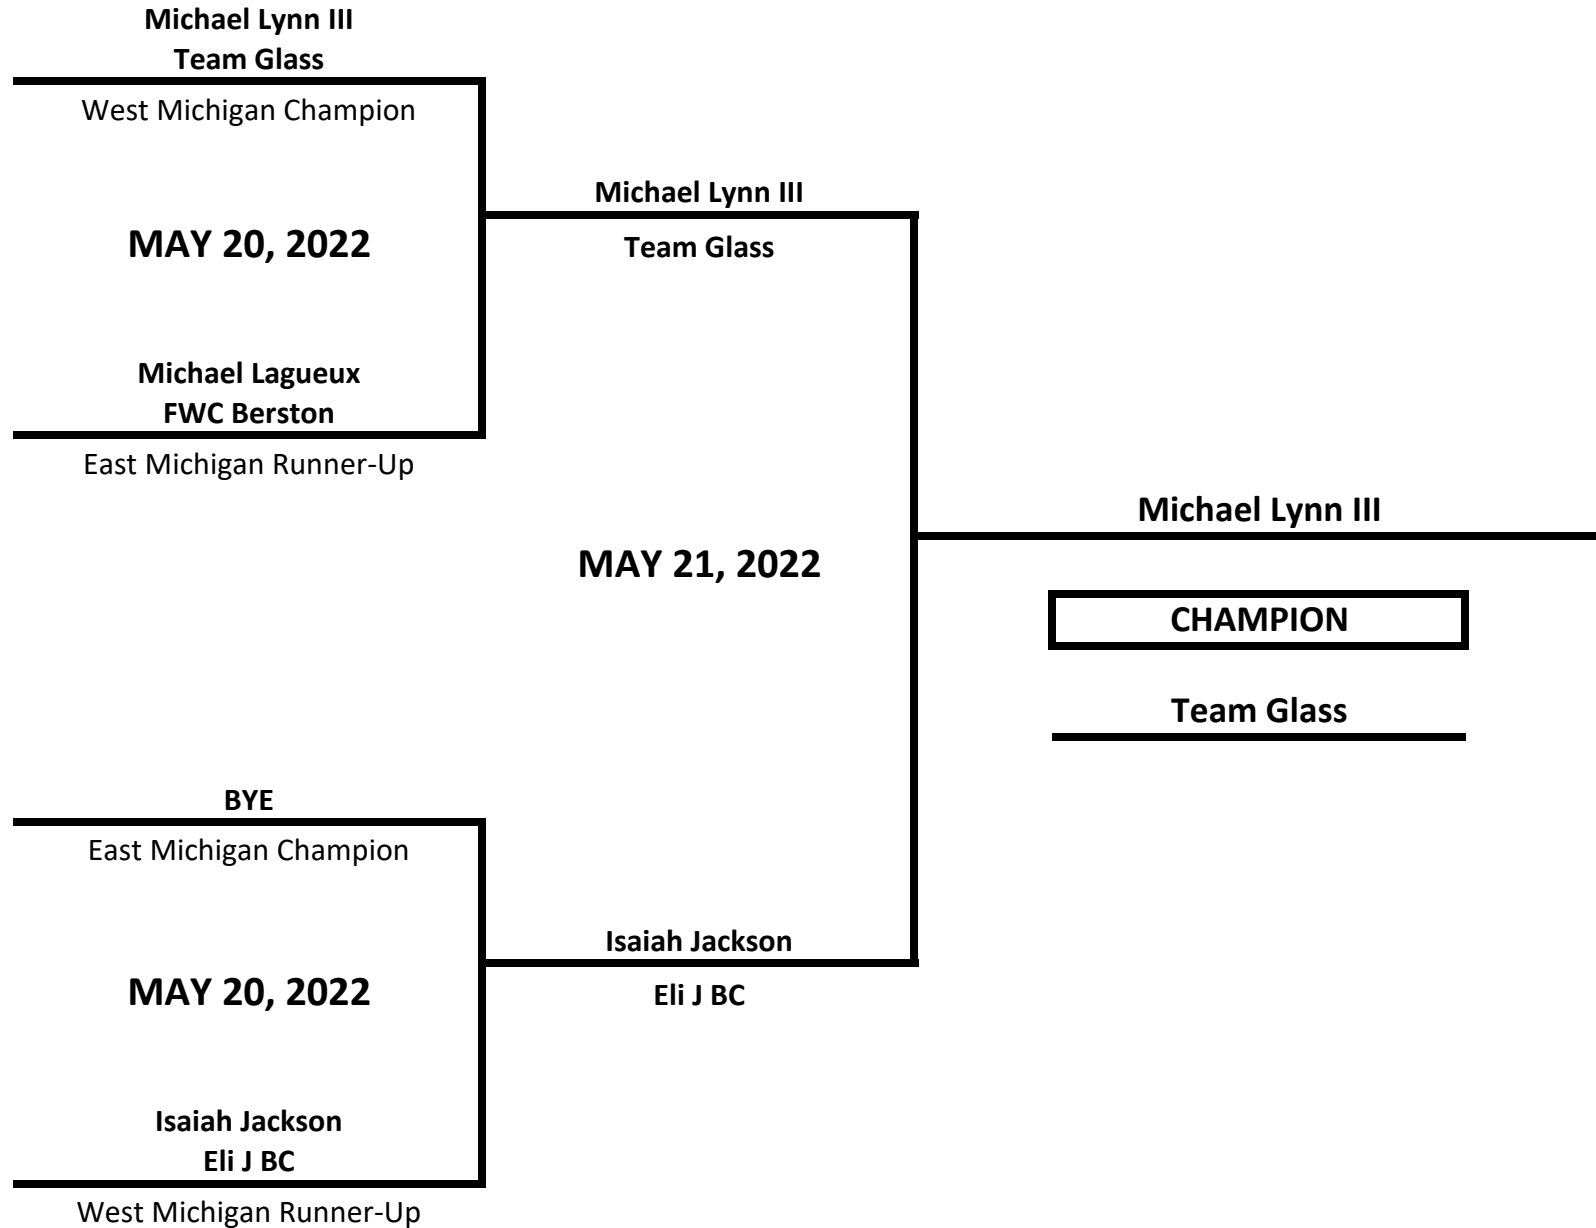 Michael Lynn III
Team Glass
West Michigan Champion
MAY 20, 2022
Michael Lagueux
FWC Berston
East Michigan Runner-Up
Michael Lynn III
Team Glass
MAY 21, 2022
Michael Lynn III
CHAMPION
Team Glass
BYE
East Michigan Champion
MAY 20, 2022
Isaiah Jackson
Eli J BC
West Michigan Runner-Up
Isaiah Jackson
Eli J BC